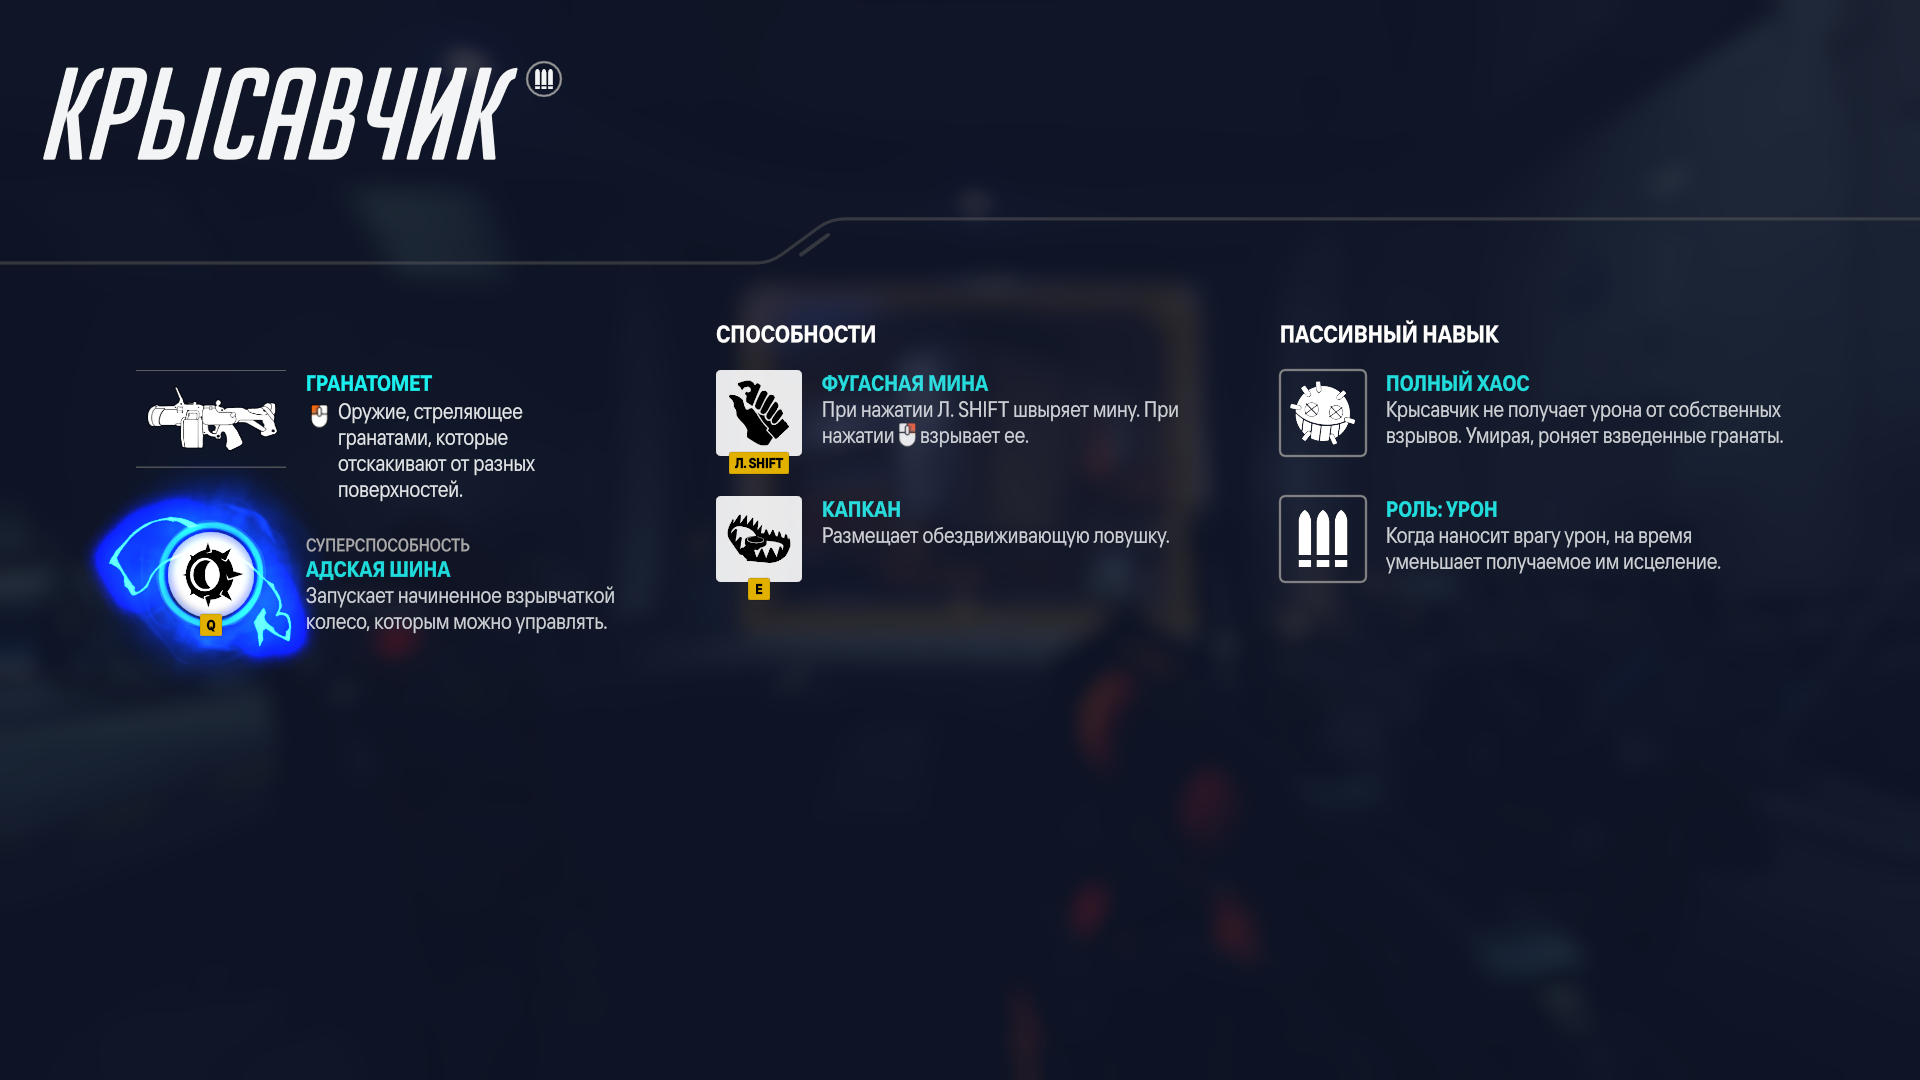 КРЫСАВЧИК
ГРАНАТОМЕТ
Оружие, стреляющее
гранатами, которые
отскакивают от разных
поверхностей.
СУПЕРСПОСОБНОСТЬ
АДСКАЯ ШИНА
Запускает начиненное взрывчаткой
колесо, которым можно управлять.
Q
СПОСОБНОСТИ
ФУГАСНАЯ МИНА
При нажатии Л. SHIFT швыряет мину. При
нажатии взрывает ее.
Л. SHIFT
КАПКАН
Размещает обездвиживающую ловушку.
E
ПАССИВНЫЙ НАВЫК
ПОЛНЫЙ ХАОС
Крысавчик не получает урона от собственных
взрывов. Умирая, роняет взведенные гранаты.
РОЛЬ: УРОН
Когда наносит врагу урон, на время
уменьшает получаемое им исцеление.